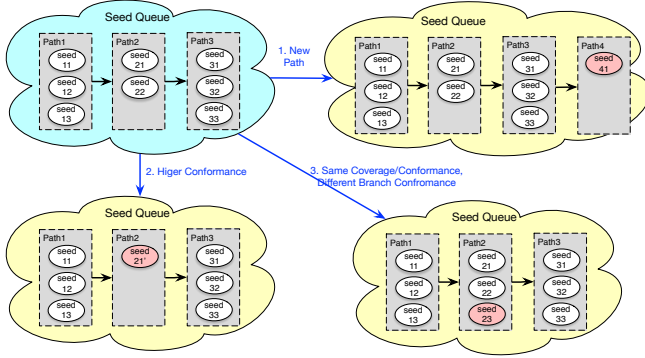 Seed Queue
Path1
seed
11
seed
12
seed
13
Path2
seed
21
seed
22
Path3
seed
31
seed
32
seed
33
1. New
Path
Seed Queue
Path1
seed
11
seed
12
seed
13
Path2
seed
21
seed
22
Path3
seed
31
seed
32
seed
33
Path4
seed
41
2. Higer Conformance
3. Same Coverage/Conformance,
Different Branch Confromance
Seed Queue
Path1
seed
11
seed
12
seed
13
Path2
seed
21'
Path3
seed
31
seed
32
seed
33
Seed Queue
Path1
seed
11
seed
12
seed
13
Path2
seed
21
seed
22
seed
23
Path3
seed
31
seed
32
seed
33